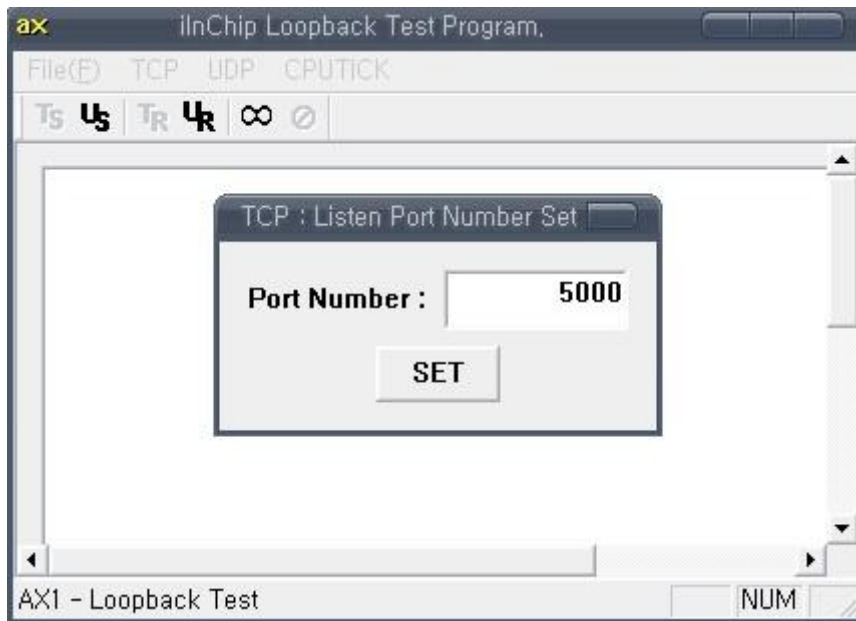 ax iInChip Loopback Test Program,
File(F) TCP UDP CPUTICK
TS US TR UR ∞
TCP : Listen Port Number Set
Port Number : 5000
SET
AX1 - Loopback Test NUM